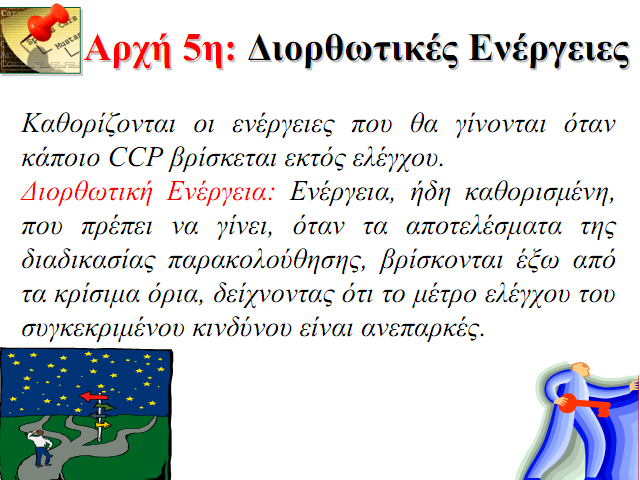 Αρχή 5η: Διορθωτικές Ενέργειες
Καθορίζονται οι ενέργειες που θα γίνονται όταν
κάποιο CCP βρίσκεται εκτός ελέγχου.
Διορθωτική Ενέργεια: Ενέργεια, ήδη καθορισμένη,
που πρέπει να γίνει, όταν τα αποτελέσματα της
διαδικασίας παρακολούθησης, βρίσκονται έξω από
τα κρίσιμα όρια, δείχνοντας ότι το μέτρο ελέγχου του
συγκεκριμένου κινδύνου είναι ανεπαρκές.